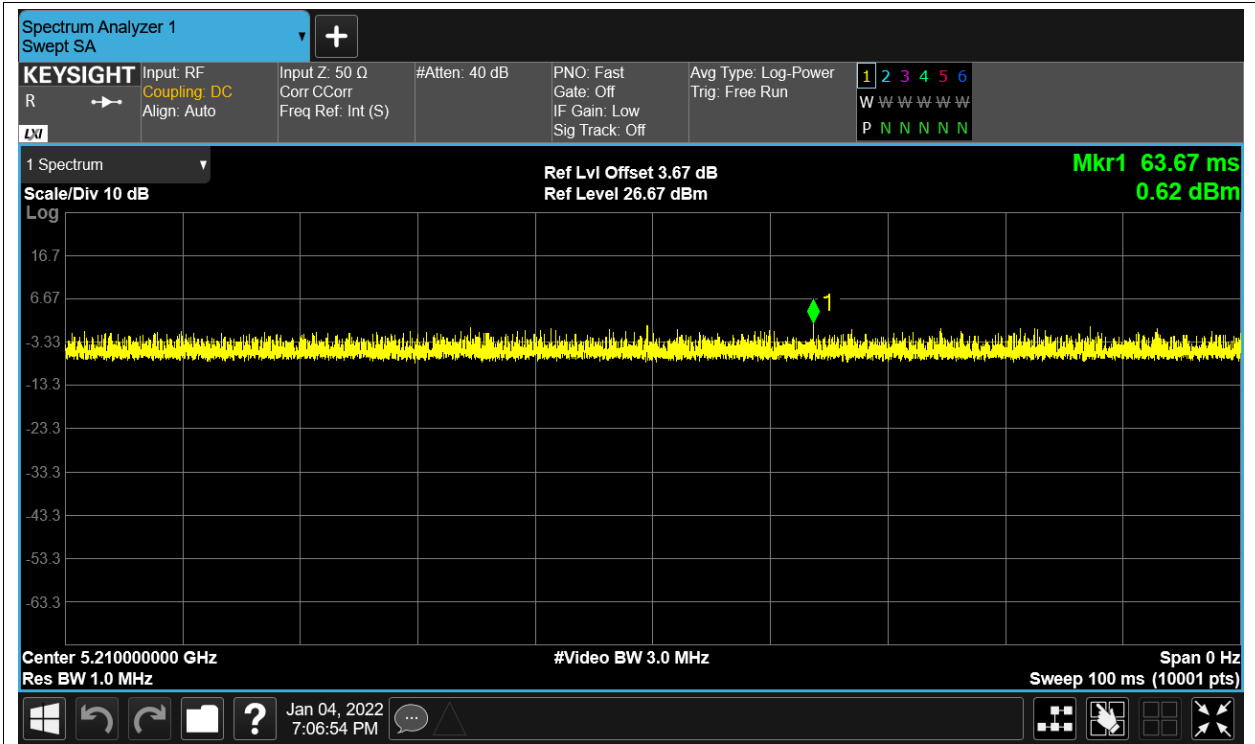 Spectrum Analyzer 1
Swept SA
+
KEYSIGHT
R
LXI
Input: RF
Coupling: DC
Align: Auto
Input Z: 50 Ω
Corr CCorr
Freq Ref: Int (S)
#Atten: 40 dB
PNO: Fast
Gate: Off
IF Gain: Low
Sig Track: Off
Avg Type: Log-Power
Trig: Free Run
1 2 3 4 5 6
W W W W W W
P N N N N N
1 Spectrum
Scale/Div 10 dB
Ref Lvl Offset 3.67 dB
Ref Level 26.67 dBm
Mkr1 63.67 ms
0.62 dBm
Log
16.7
6.67
1
-3.33
-13.3
-23.3
-33.3
-43.3
-53.3
-63.3
Center 5.210000000 GHz
#Video BW 3.0 MHz
Span 0 Hz
Res BW 1.0 MHz
Sweep 100 ms (10001 pts)
?
Jan 04, 2022
7:06:54 PM